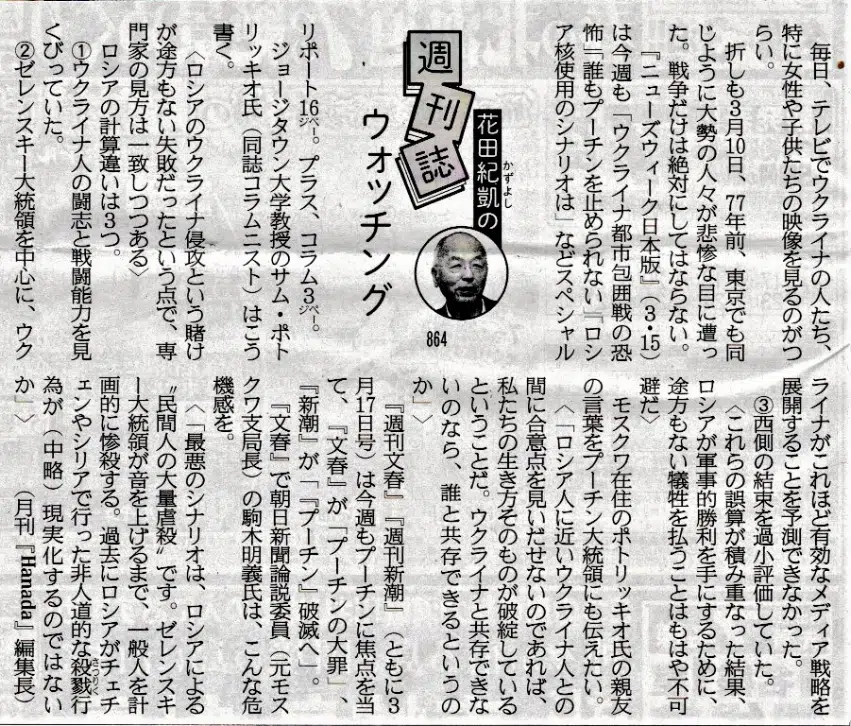 花田紀凱の
かずよし
週刊誌
ウォッチング
864
毎日、テレビでウクライナの人たち、
特に女性や子供たちの映像を見るのがつ
らい。
折しも3月10日、77年前、東京でも同
じように大勢の人々が悲惨な目に遭っ
た。戦争だけは絶対にしてはならない。
『ニューズウィーク日本版』(3・15)
は今週も「ウクライナ都市包囲戦の恐
怖」「誰もプーチンを止められない」「ロシ
ア核使用のシナリオは」などスペシャル
リポート16㌻。プラス、コラム3㌻。
ジョージタウン大学教授のサム・ポト
リッキオ氏(同誌コラムニスト)はこう
書く。
〈ロシアのウクライナ侵攻という賭け
が途方もない失敗だったという点で、専
門家の見方は一致しつつある〉
ロシアの計算違いは3つ。
①ウクライナ人の闘志と戦闘能力を見
くびっていた。
②ゼレンスキー大統領を中心に、ウク
ライナがこれほど有効なメディア戦略を
展開することを予測できなかった。
③西側の結束を過小評価していた。
〈これらの誤算が積み重なった結果、
ロシアが軍事的勝利を手にするために、
途方もない犠牲を払うことはもはや不可
避だ〉
モスクワ在住のポトリッキオ氏の親友
の言葉をプーチン大統領にも伝えたい。
〈「ロシア人に近いウクライナ人との
間に合意点を見いだせないのであれば、
私たちの生き方そのものが破綻している
ということだ。ウクライナと共存できな
いのなら、誰と共存できるというの
か」〉
『週刊文春』『週刊新潮』(ともに3
月17日号)は今週もプーチンに焦点を当
て、『文春』が「プーチンの大罪」、
『新潮』が「『プーチン』破滅へ」。
『文春』で朝日新聞論説委員(元モス
クワ支局長)の駒木明義氏は、こんな危
機感を。
〈「最悪のシナリオは、ロシアによる
〝民間人の大量虐殺〟です。ゼレンスキ
ー大統領が音を上げるまで、一般人を計
画的に惨殺する。過去にロシアがチェチ
ェンやシリアで行った非人道的な殺戮行
さつりく
為が(中略)現実化するのではない
か」〉
(月刊『Hanada』編集長)